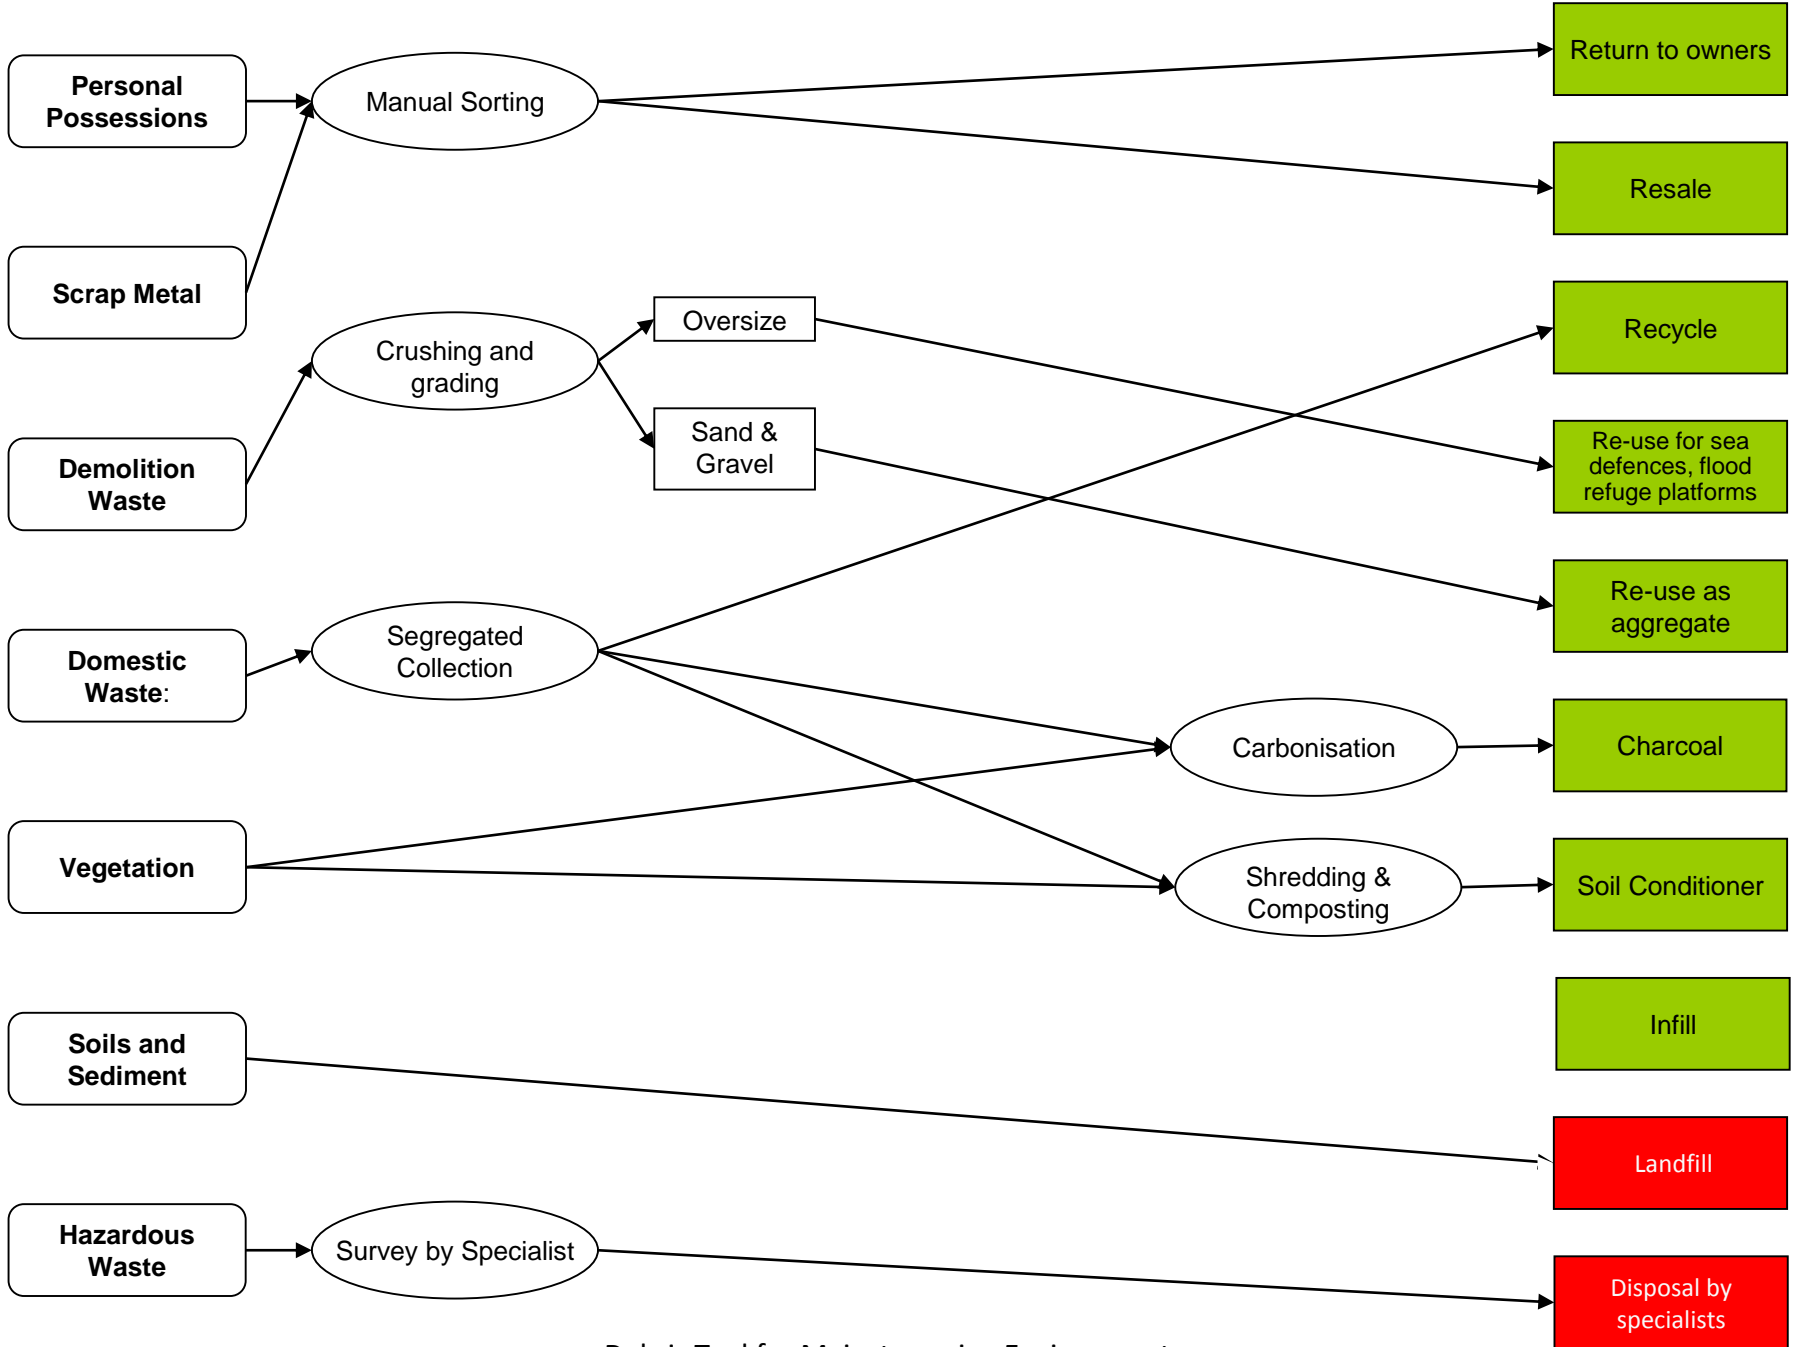 Personal
Possessions
Manual Sorting
Return to owners
Resale
Scrap Metal
Oversize
Recycle
Crushing and
grading
Sand &
Gravel
Re-use for sea
defences, flood
refuge platforms
Demolition
Waste
Re-use as
aggregate
Segregated
Collection
Domestic
Waste:
Carbonisation
Charcoal
Vegetation
Shredding &
Composting
Soil Conditioner
Infill
Soils and
Sediment
Landfill
Hazardous
Waste
Survey by Specialist
Disposal by
specialists